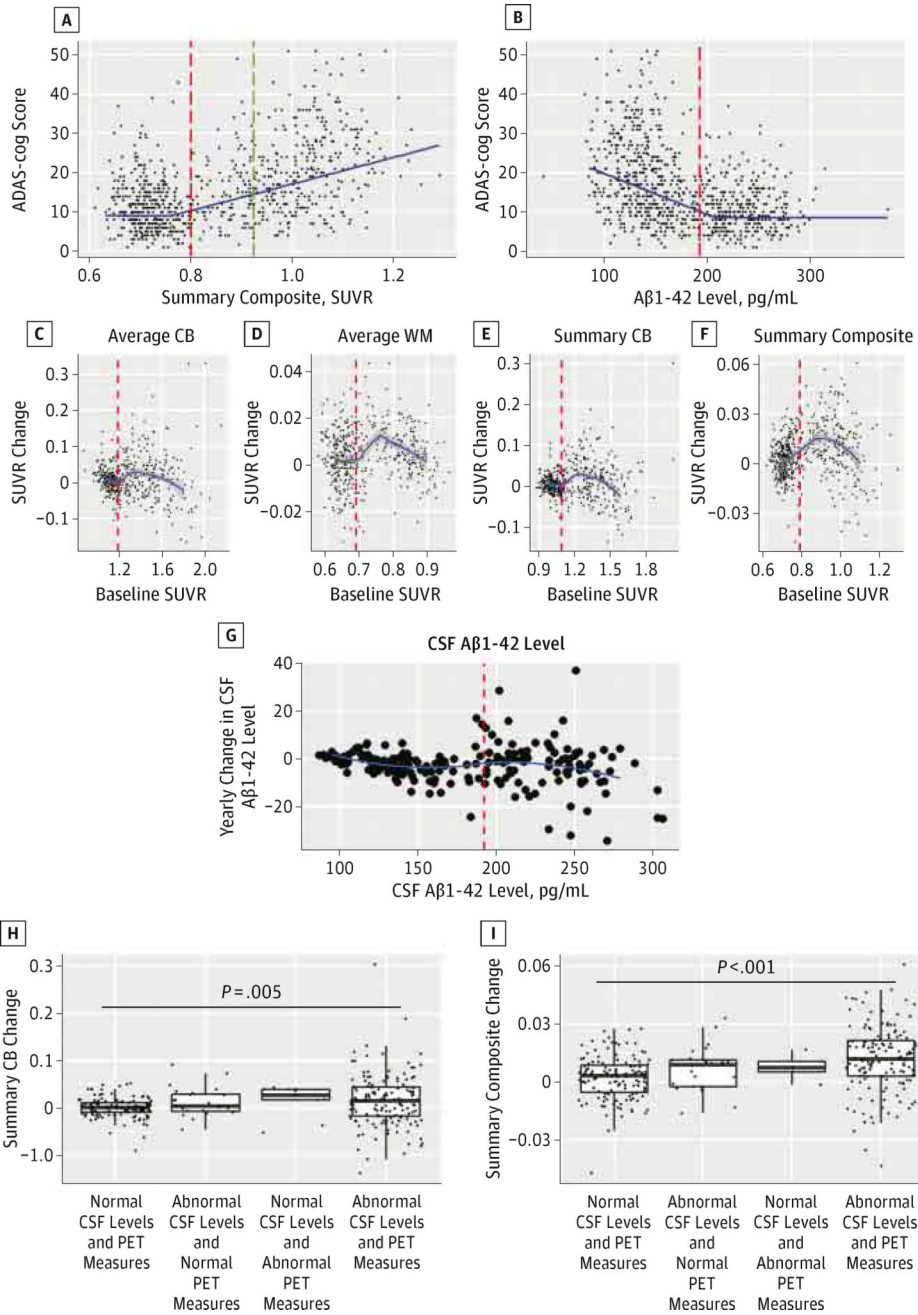 A
ADAS-cog Score
50
40
30
20
10
0
0.6 0.8 1.0 1.2
Summary Composite, SUVR
B
ADAS-cog Score
50
40
30
20
10
0
100 200 300
Aβ1-42 Level, pg/mL
C
Average CB
SUVR Change
0.3
0.2
0.1
0
−0.1
1.2 1.6 2.0
Baseline SUVR
D
Average WM
SUVR Change
0.04
0.02
0
−0.02
0.6 0.7 0.8 0.9
Baseline SUVR
E
Summary CB
SUVR Change
0.3
0.2
0.1
0
−0.1
0.9 1.2 1.5 1.8
Baseline SUVR
F
Summary Composite
SUVR Change
0.06
0.03
0
−0.03
0.6 0.8 1.0 1.2
Baseline SUVR
G
CSF Aβ1-42 Level
Yearly Change in CSF
Aβ1-42 Level
40
20
0
−20
100 150 200 250 300
CSF Aβ1-42 Level, pg/mL
H
Summary CB Change
0.3
0.2
0.1
0
−1.0
P = .005
Normal
CSF Levels
and PET
Measures
Abnormal
CSF Levels
and
Normal
PET
Measures
Normal
CSF Levels
and
Abnormal
PET
Measures
Abnormal
CSF Levels
and PET
Measures
I
Summary Composite Change
0.06
0.03
0
−0.03
P <.001
Normal
CSF Levels
and PET
Measures
Abnormal
CSF Levels
and
Normal
PET
Measures
Normal
CSF Levels
and
Abnormal
PET
Measures
Abnormal
CSF Levels
and PET
Measures